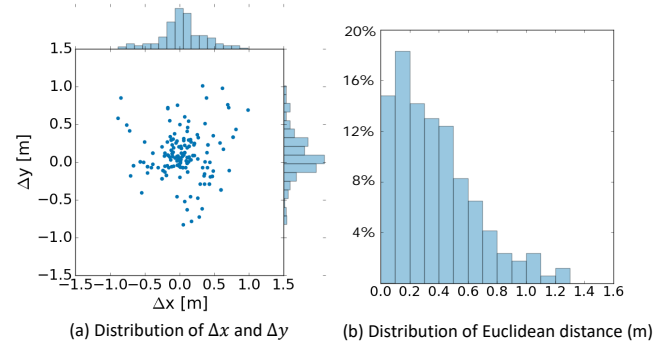 1.5
1.0
0.5
0.0
−0.5
−1.0
−1.5
Δy [m]
−1.5−1.0−0.5 0.0 0.5 1.0 1.5
Δx [m]
(a) Distribution of Δx and Δy
20%
16%
12%
8%
4%
0.0 0.2 0.4 0.6 0.8 1.0 1.2 1.4 1.6
(b) Distribution of Euclidean distance (m)